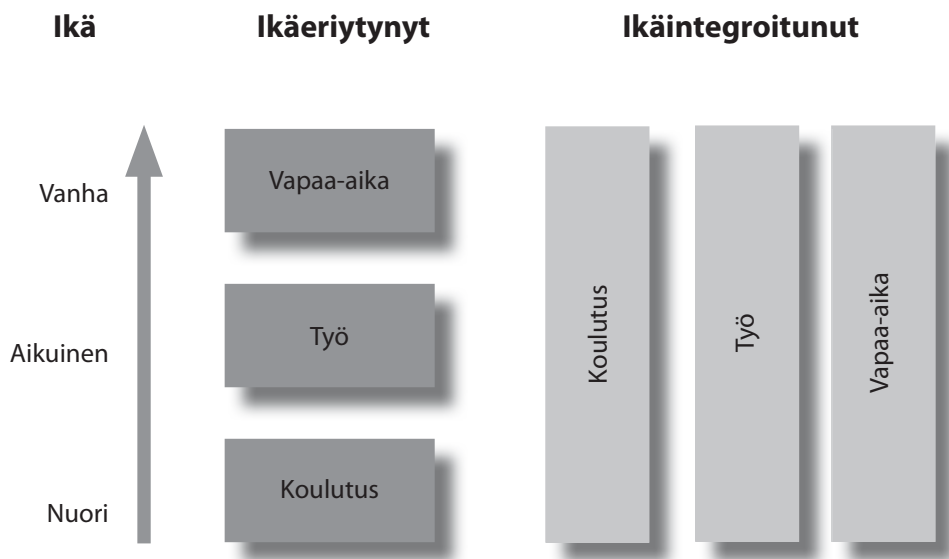 Ikä Ikäeriytynyt Ikäintegroitunut
Vanha
Aikuinen
Nuori
Vapaa-aika
Työ
Koulutus
Koulutus
Työ
Vapaa-aika